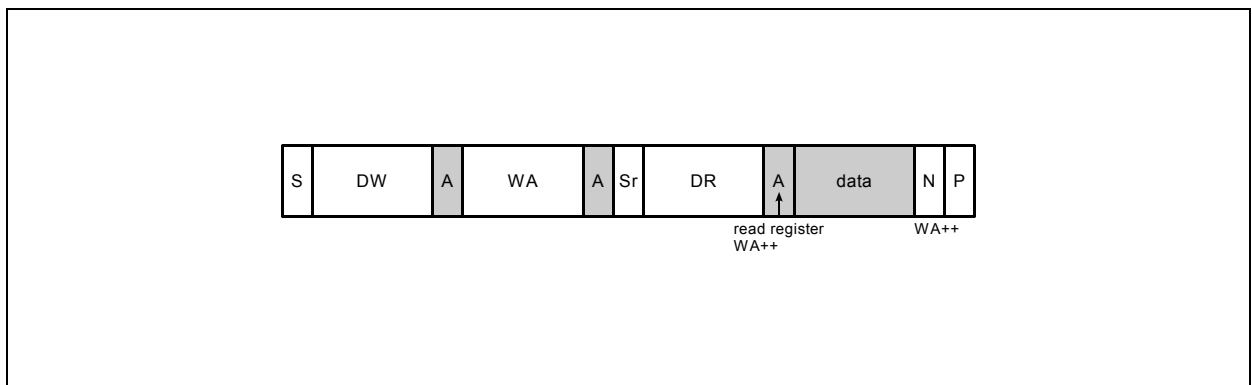 S DW A WA A Sr DR A data N P
read register WA++
WA++